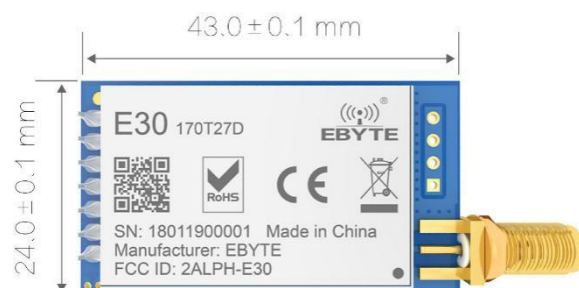 43.0±0.1 mm
24.0±0.1 mm
E30 170T27D
®
EBYTE
RoHS
CE
SN: 18011900001 Made in China
Manufacturer: EBYTE
FCC ID: 2ALPH-E30